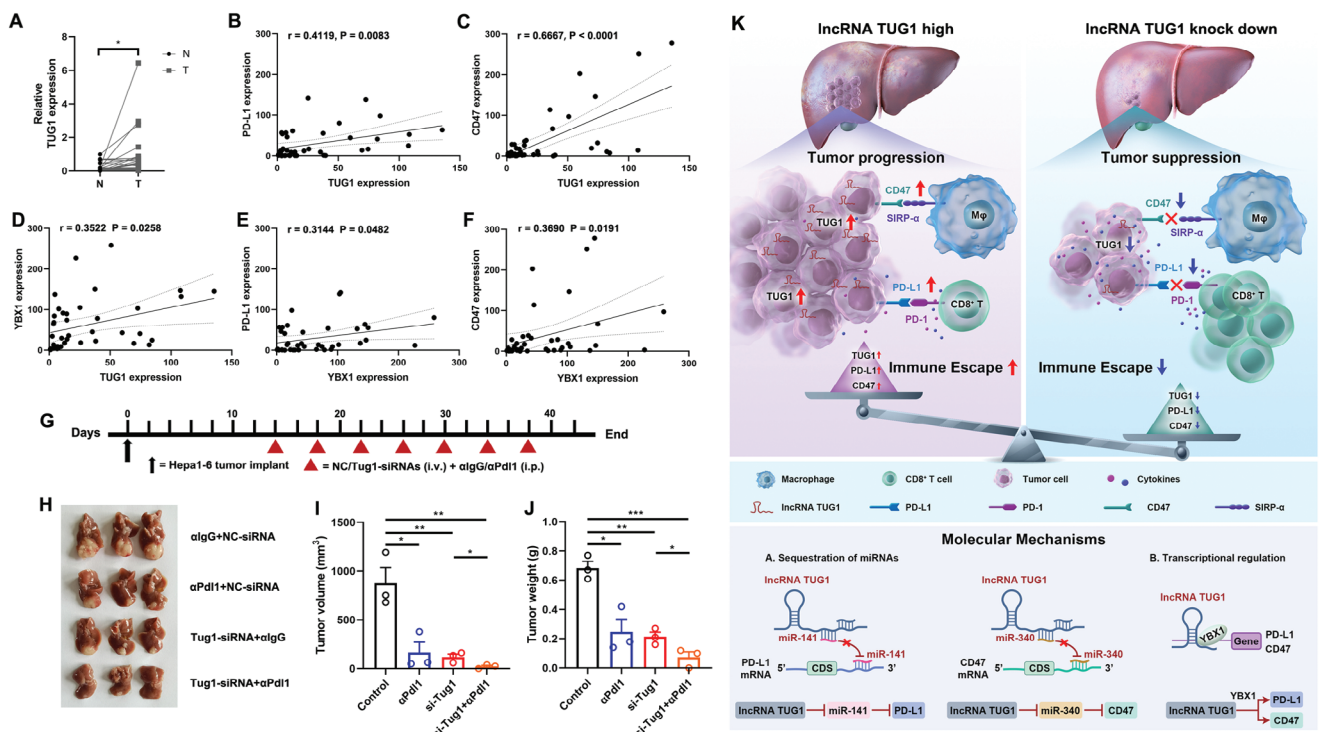 A
*
N
T
Relative
TUG1 expression
8
6
4
2
0
N
T
B
r = 0.4119, P = 0.0083
PD-L1 expression
300
200
100
0
0
50
100
150
TUG1 expression
C
r = 0.6667, P < 0.0001
CD47 expression
300
200
100
0
0
50
100
150
TUG1 expression
D
r = 0.3522 P = 0.0258
YBX1 expression
300
200
100
0
0
50
100
150
TUG1 expression
E
r = 0.3144 P = 0.0482
PD-L1 expression
300
200
100
0
0
100
200
300
YBX1 expression
F
r = 0.3690 P = 0.0191
CD47 expression
300
200
100
0
0
100
200
300
YBX1 expression
G
Days
0
10
20
30
40
End
= Hepa1-6 tumor implant
= NC/Tug1-siRNAs (i.v.) + αIgG/αPdl1 (i.p.)
H
αIgG+NC-siRNA
αPdl1+NC-siRNA
Tug1-siRNA+αIgG
Tug1-siRNA+αPdl1
I
Tumor volume (mm³)
1500
1000
500
0
**
**
*
*
Control
αPdl1
si-Tug1
si-Tug1+αPdl1
J
Tumor weight (g)
1.0
0.8
0.6
0.4
0.2
0.0
***
**
*
*
Control
αPdl1
si-Tug1
si-Tug1+αPdl1
K
lncRNA TUG1 high
lncRNA TUG1 knock down
Tumor progression
CD47
SIRP-α
Mφ
TUG1
TUG1
PD-L1
PD-1
CD8⁺ T
TUG1
PD-L1
CD47
Immune Escape
Tumor suppression
CD47
SIRP-α
Mφ
TUG1
PD-L1
PD-1
CD8⁺ T
Immune Escape
TUG1
PD-L1
CD47
Macrophage
CD8⁺ T cell
Tumor cell
Cytokines
lncRNA TUG1
PD-L1
PD-1
CD47
SIRP-α
Molecular Mechanisms
A. Sequestration of miRNAs
B. Transcriptional regulation
lncRNA TUG1
miR-141
miR-141
PD-L1
mRNA
5’
CDS
3’
lncRNA TUG1
miR-141
PD-L1
lncRNA TUG1
miR-340
miR-340
CD47
mRNA
5’
CDS
3’
lncRNA TUG1
miR-340
CD47
lncRNA TUG1
YBX1
Gene
PD-L1
CD47
lncRNA TUG1
YBX1
PD-L1
CD47